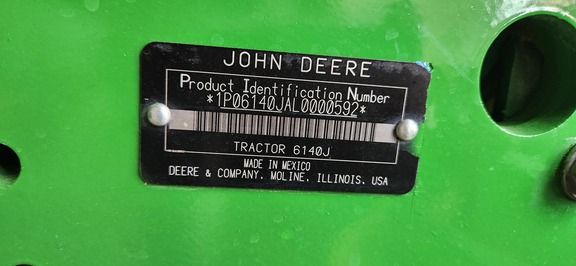 JOHN DEERE
Product Identification Number
*1P06140JAL0000592*
TRACTOR 6140J
MADE IN MEXICO
DEERE & COMPANY. MOLINE. ILLINOIS. USA